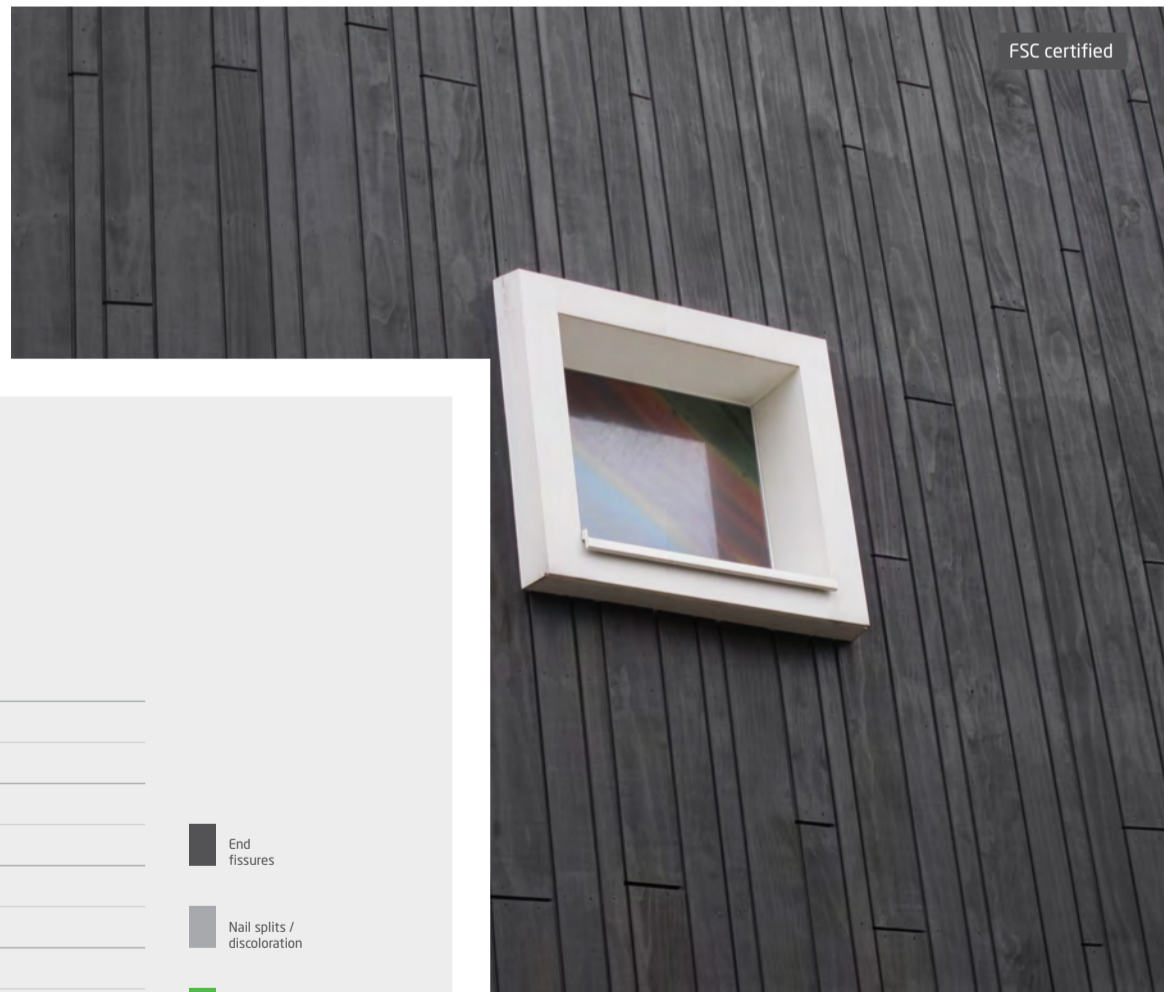 FSC certified
End
fissures
Nail splits /
discoloration